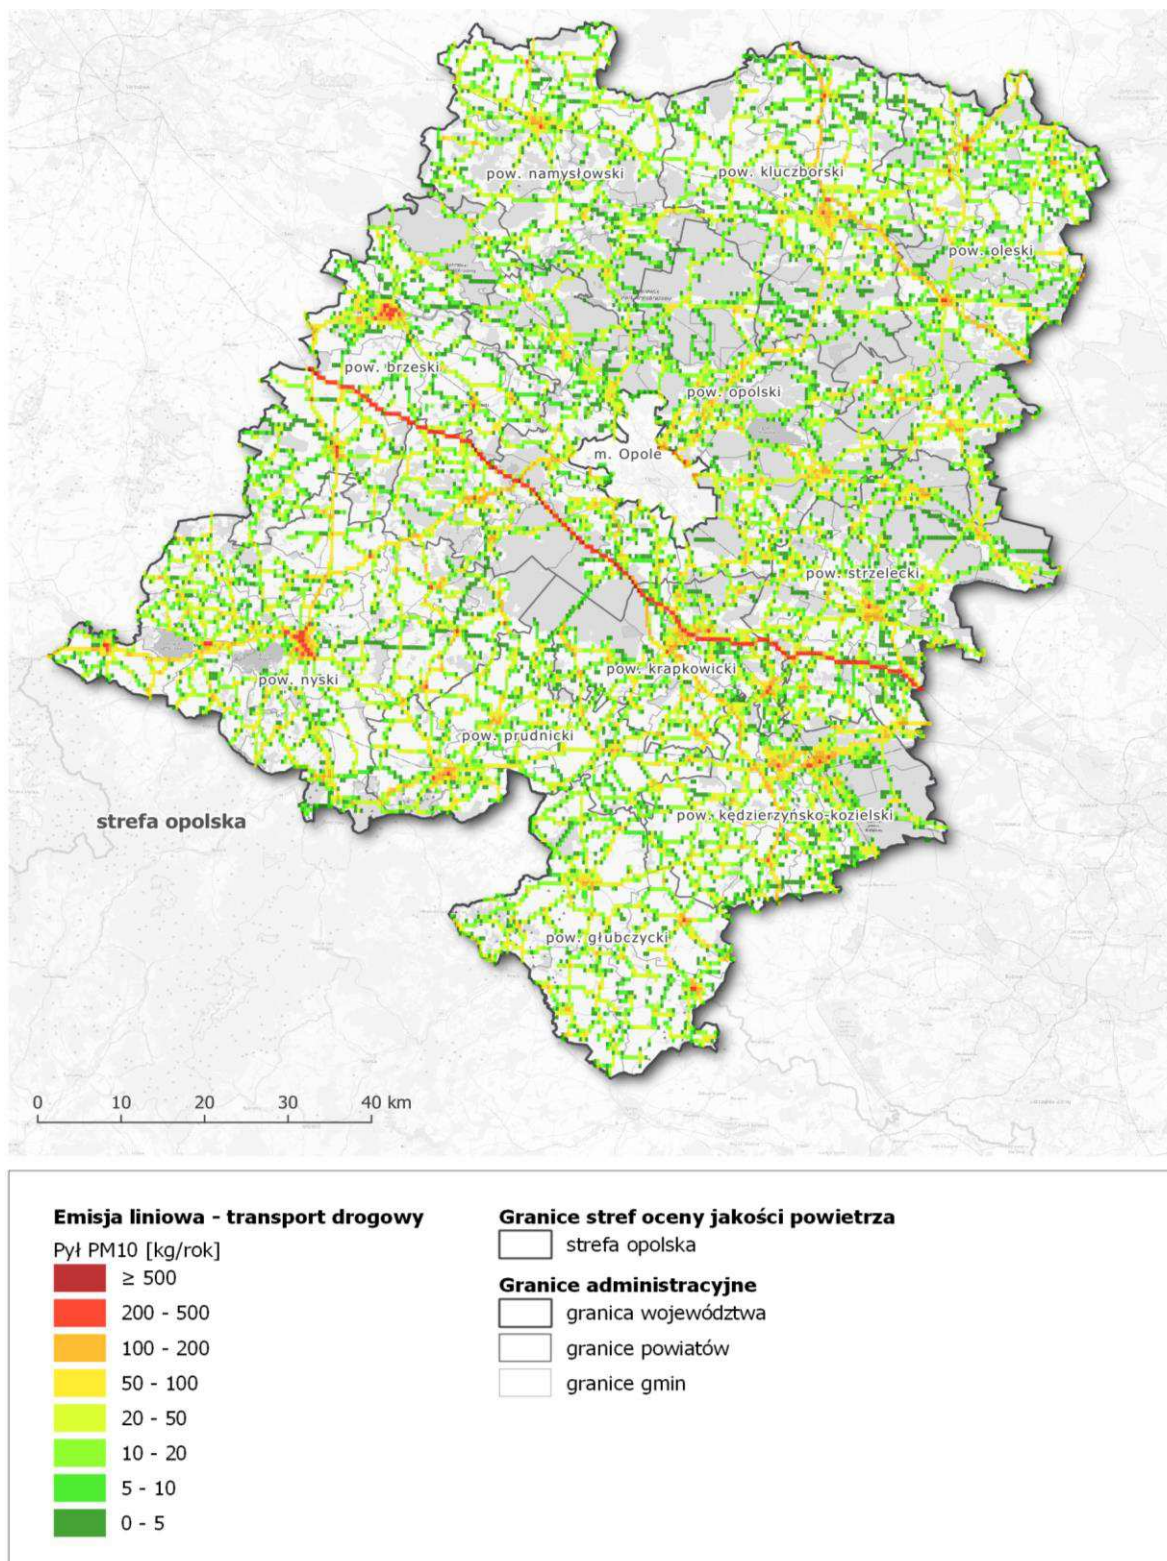 pow. namysłowski
pow. kluczborski
pow. oleski
pow. brzeski
pow. opolski
m. Opole
pow. strzelecki
pow. krapkowicki
pow. nyski
pow. prudnicki
strefa opolska
pow. kędzierzyńsko-kozielski
pow. głubczycki
0 10 20 30 40 km
Emisja liniowa - transport drogowy
Pył PM10 [kg/rok]
≥ 500
200 - 500
100 - 200
50 - 100
20 - 50
10 - 20
5 - 10
0 - 5
Granice stref oceny jakości powietrza
strefa opolska
Granice administracyjne
granica województwa
granice powiatów
granice gmin